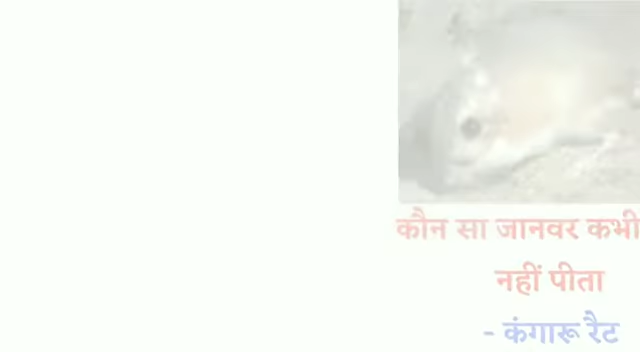 कौन सा जानवर कभी
नहीं पीता
- कंगारू रैट